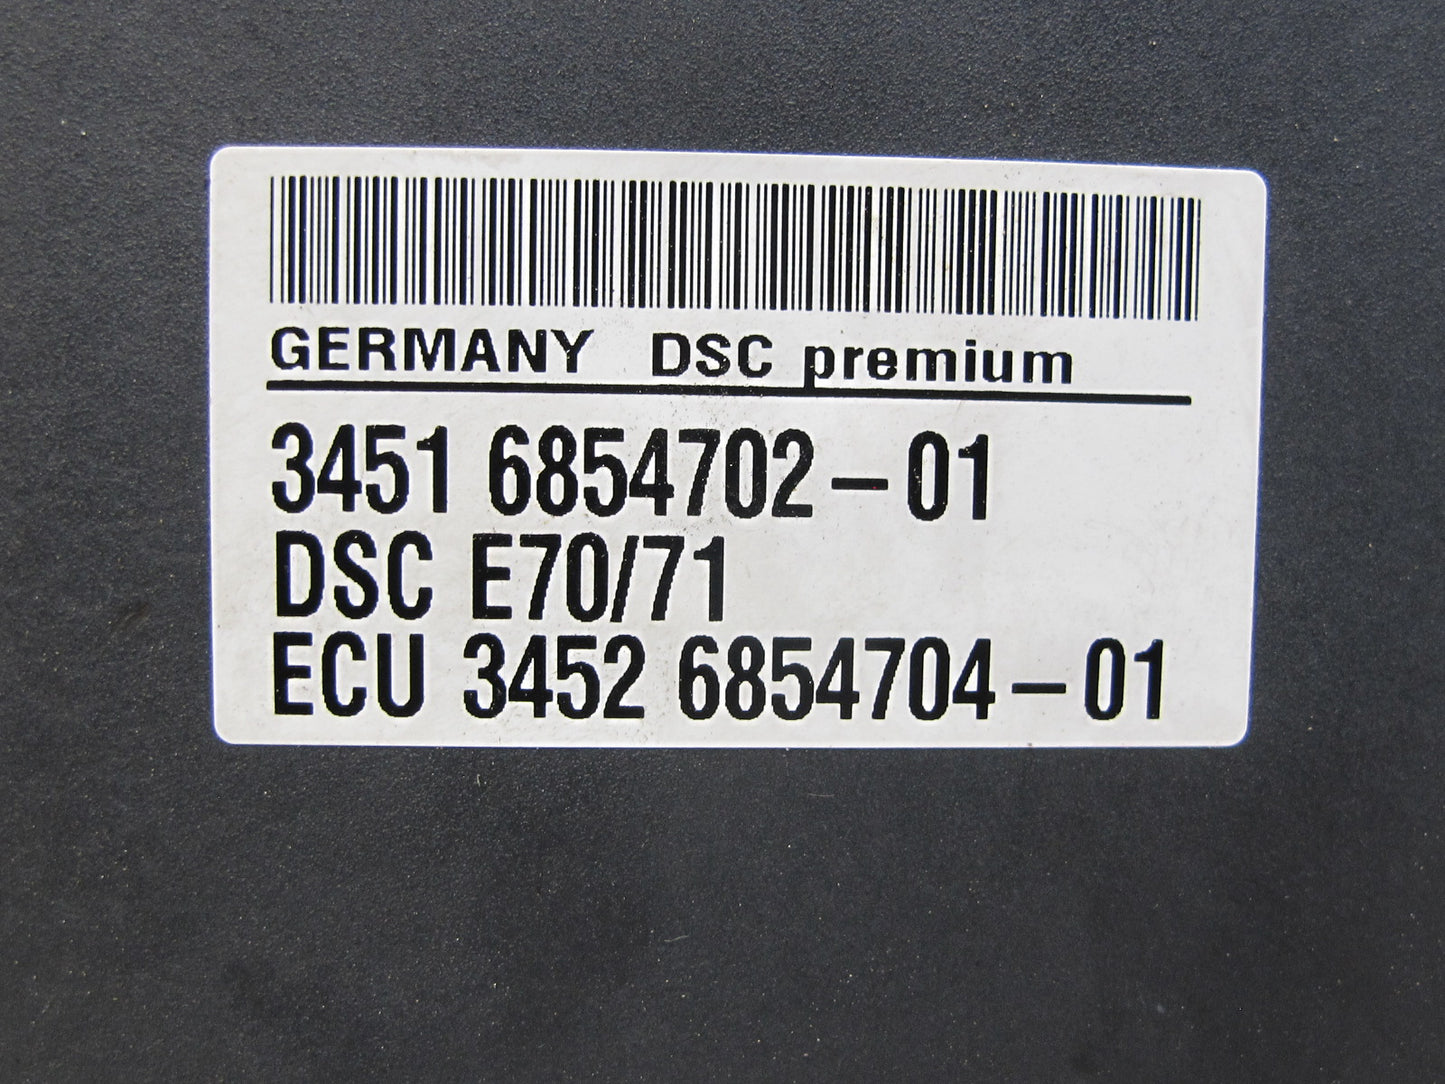 GERMANY DSC premium
3451 6854702-01
DSC E70/71
ECU 3452 6854704-01